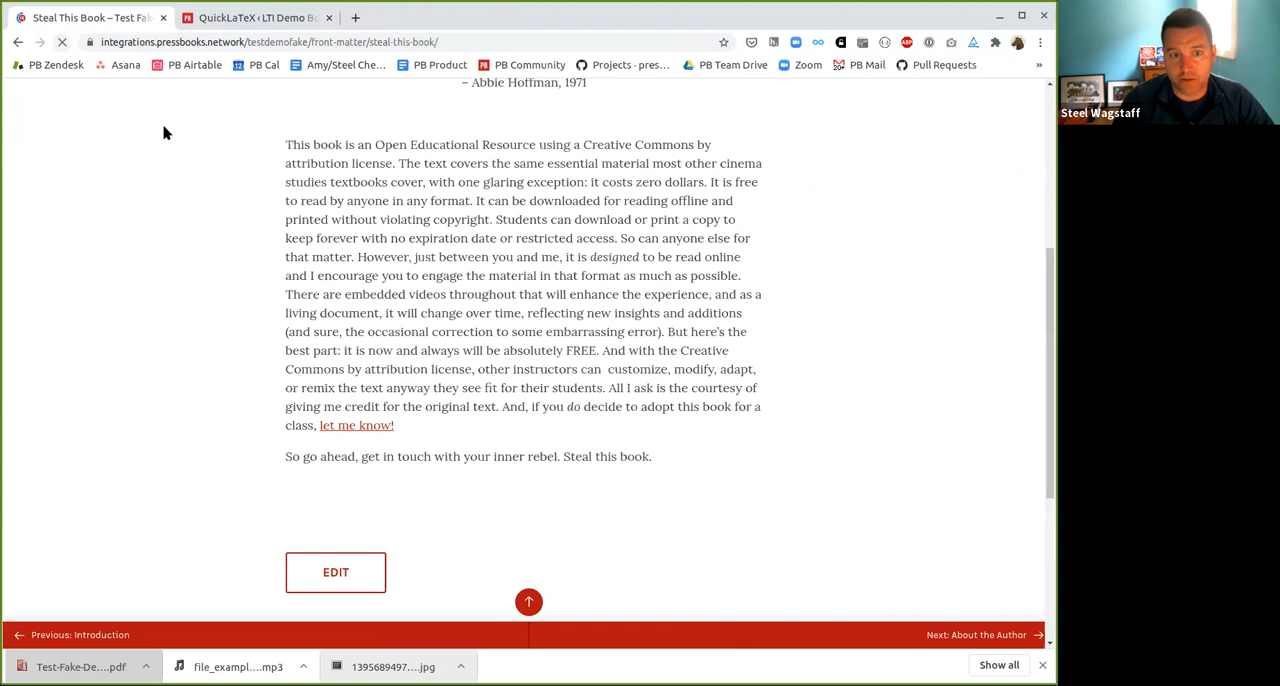 Steal This Book – Test Fak
QuickLaTeX ‹ LTI Demo B
integrations.pressbooks.network/testdemofake/front-matter/steal-this-book/
PB Zendesk
Asana
PB Airtable
PB Cal
Amy/Steel Che...
PB Product
PB Community
Projects · pres...
PB Team Drive
Zoom
PB Mail
Pull Requests
»
– Abbie Hoffman, 1971
This book is an Open Educational Resource using a Creative Commons by
attribution license. The text covers the same essential material most other cinema
studies textbooks cover, with one glaring exception: it costs zero dollars. It is free
to read by anyone in any format. It can be downloaded for reading offline and
printed without violating copyright. Students can download or print a copy to
keep forever with no expiration date or restricted access. So can anyone else for
that matter. However, just between you and me, it is designed to be read online
and I encourage you to engage the material in that format as much as possible.
There are embedded videos throughout that will enhance the experience, and as a
living document, it will change over time, reflecting new insights and additions
(and sure, the occasional correction to some embarrassing error). But here's the
best part: it is now and always will be absolutely FREE. And with the Creative
Commons by attribution license, other instructors can customize, modify, adapt,
or remix the text anyway they see fit for their students. All I ask is the courtesy of
giving me credit for the original text. And, if you do decide to adopt this book for a
class, let me know!
So go ahead, get in touch with your inner rebel. Steal this book.
EDIT
← Previous: Introduction
Next: About the Author →
Test-Fake-De....pdf
file_exampl....mp3
1395689497....jpg
Show all
Steel Wagstaff